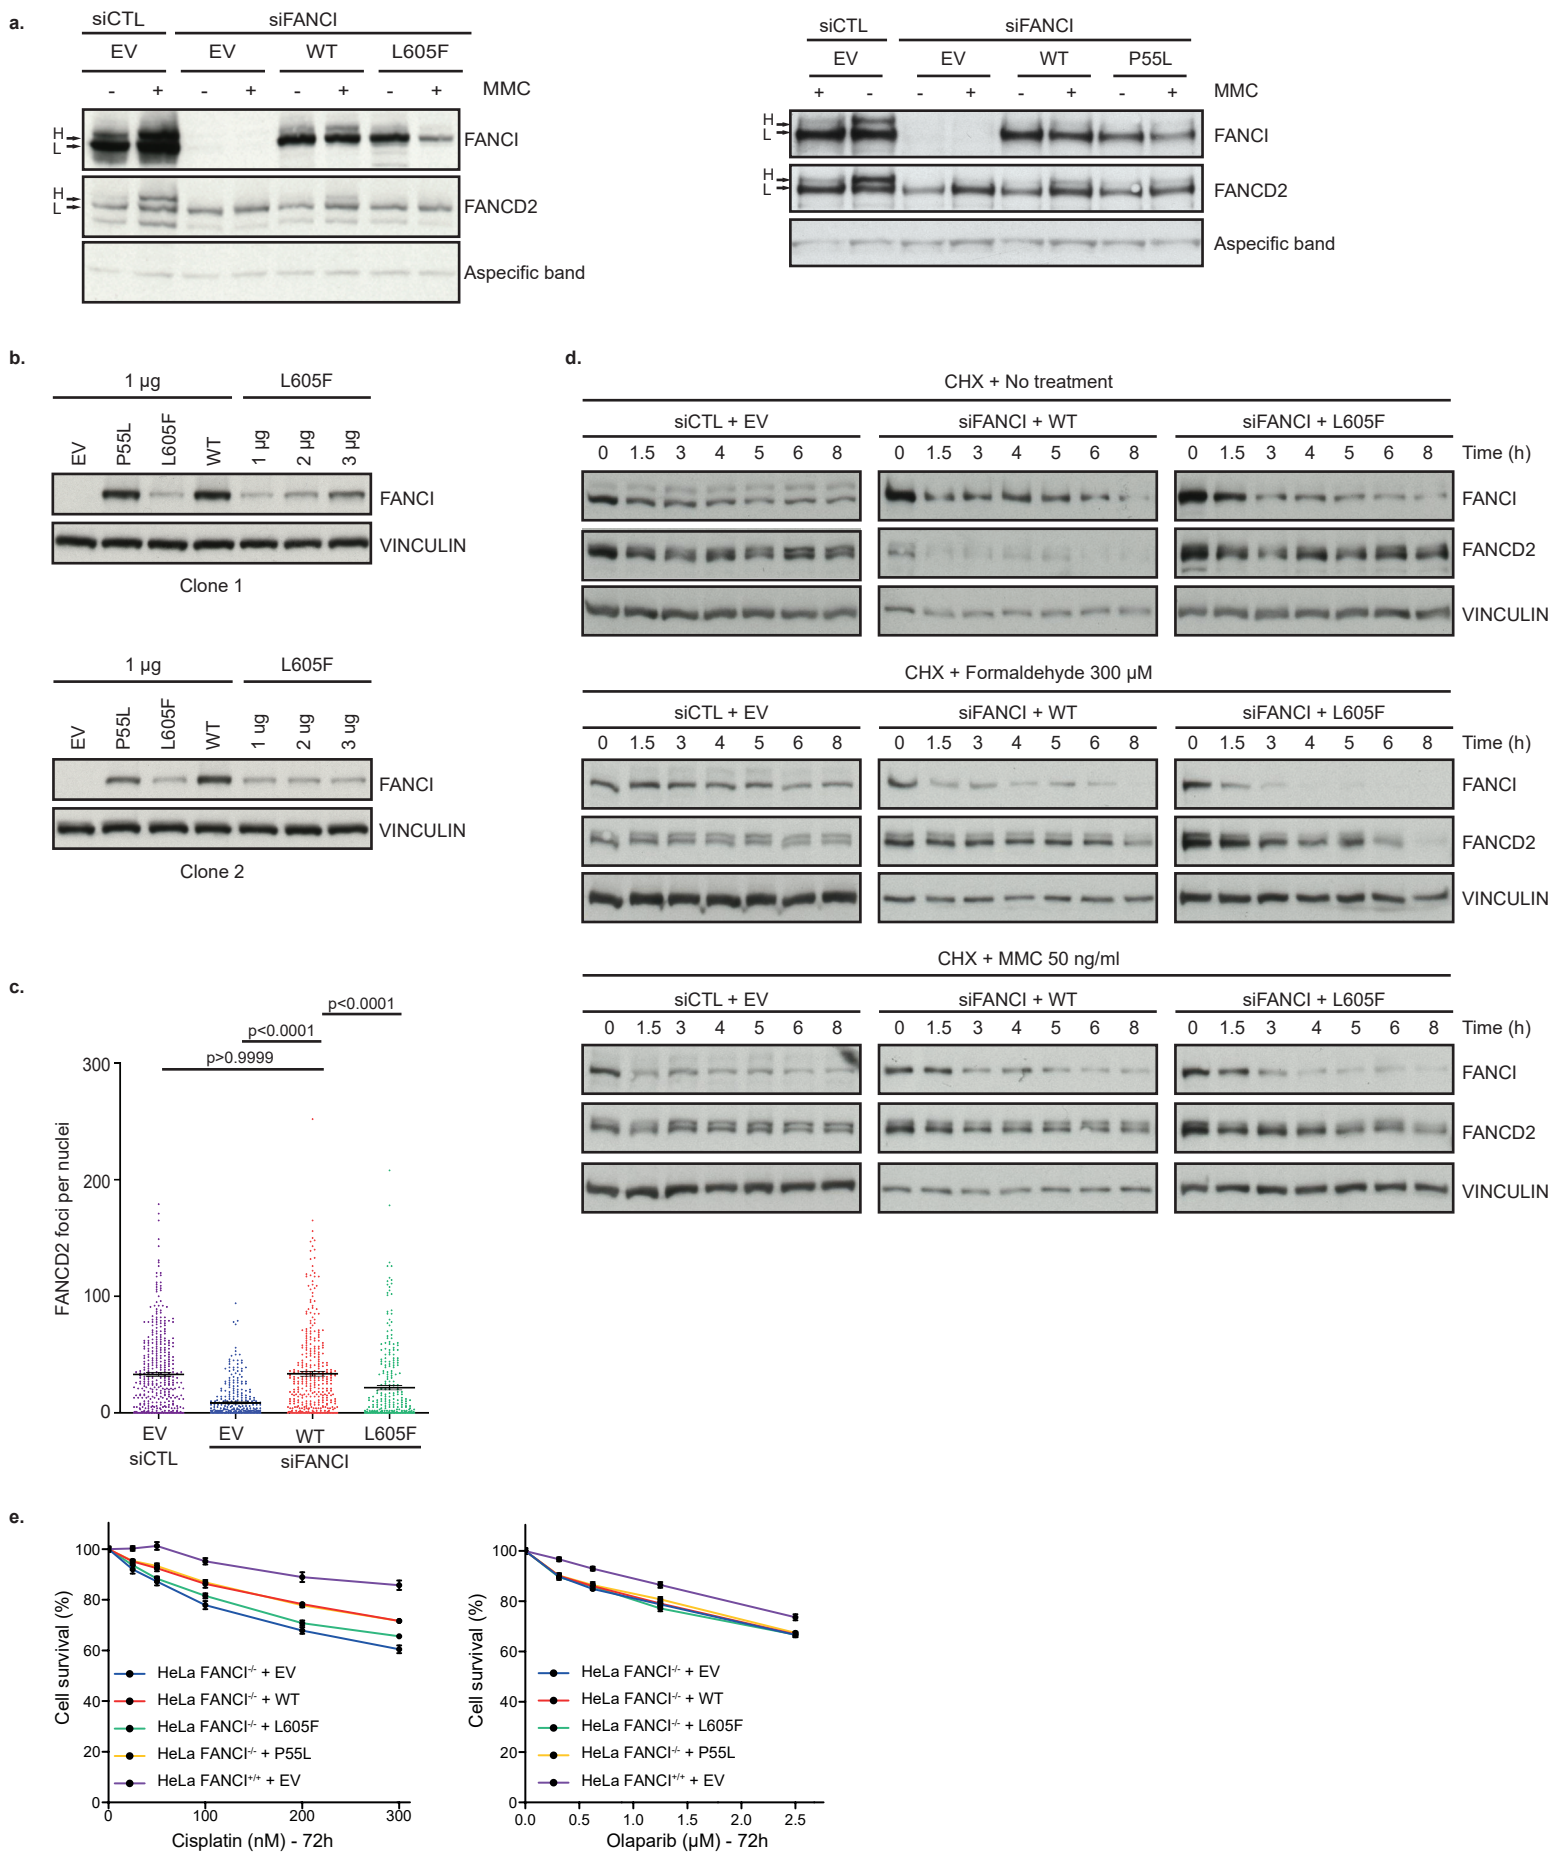 a.
siCTL siFANCI
EV EV WT L605F
- + - + - + - + MMC
H
L
FANCI
H
L
FANCD2
Aspecific band
siCTL siFANCI
EV EV WT P55L
+ - - + - + - + MMC
H
L
FANCI
H
L
FANCD2
Aspecific band
b.
1 µg L605F
EV P55L L605F WT 1 µg 2 µg 3 µg
FANCI
VINCULIN
Clone 1
1 µg L605F
EV P55L L605F WT 1 ug 2 ug 3 ug
FANCI
VINCULIN
Clone 2
d.
CHX + No treatment
siCTL + EV siFANCI + WT siFANCI + L605F
0 1.5 3 4 5 6 8 0 1.5 3 4 5 6 8 0 1.5 3 4 5 6 8 Time (h)
FANCI
FANCD2
VINCULIN
CHX + Formaldehyde 300 µM
siCTL + EV siFANCI + WT siFANCI + L605F
0 1.5 3 4 5 6 8 0 1.5 3 4 5 6 8 0 1.5 3 4 5 6 8 Time (h)
FANCI
FANCD2
VINCULIN
CHX + MMC 50 ng/ml
siCTL + EV siFANCI + WT siFANCI + L605F
0 1.5 3 4 5 6 8 0 1.5 3 4 5 6 8 0 1.5 3 4 5 6 8 Time (h)
FANCI
FANCD2
VINCULIN
c.
p<0.0001
p<0.0001
p>0.9999
300
200
100
0
FANCD2 foci per nuclei
EV EV WT L605F
siCTL siFANCI
e.
100
80
60
40
20
0
Cell survival (%)
HeLa FANCI-/- + EV
HeLa FANCI-/- + WT
HeLa FANCI-/- + L605F
HeLa FANCI-/- + P55L
HeLa FANCI+/+ + EV
0 100 200 300
Cisplatin (nM) - 72h
100
80
60
40
20
0
Cell survival (%)
HeLa FANCI-/- + EV
HeLa FANCI-/- + WT
HeLa FANCI-/- + L605F
HeLa FANCI-/- + P55L
HeLa FANCI+/+ + EV
0.0 0.5 1.0 1.5 2.0 2.5
Olaparib (µM) - 72h